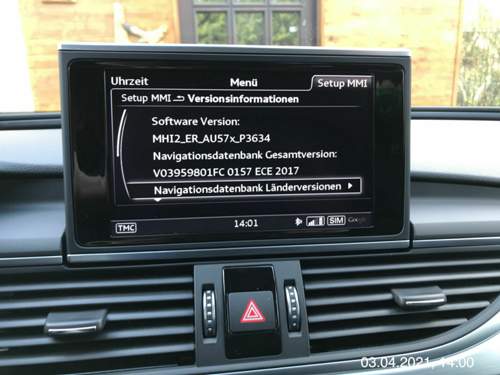 Uhrzeit Menü Setup MMI
Setup MMI Versionsinformationen
Software Version:
MHI2_ER_AU57x_P3634
Navigationsdatenbank Gesamtversion:
V03959801FC 0157 ECE 2017
Navigationsdatenbank Länderversionen
TMC 14:01 SIM Google
03.04.2021, 14:00